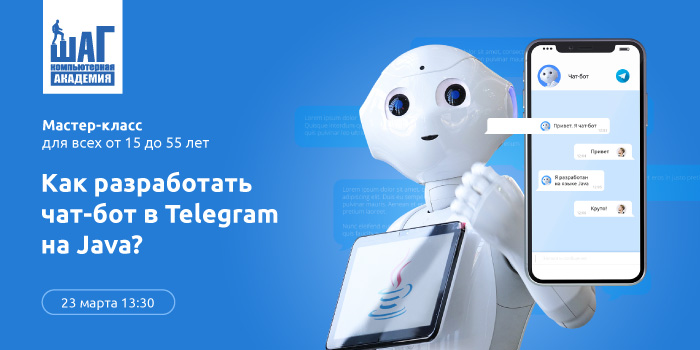 ШАГ
КОМПЬЮТЕРНАЯ
АКАДЕМИЯ
Мастер-класс
для всех от 15 до 55 лет
Как разработать
чат-бот в Telegram
на Java?
23 марта 13:30
Чат-бот
Привет. Я чат-бот
Привет
Я разработан
на языке Java
Круто!